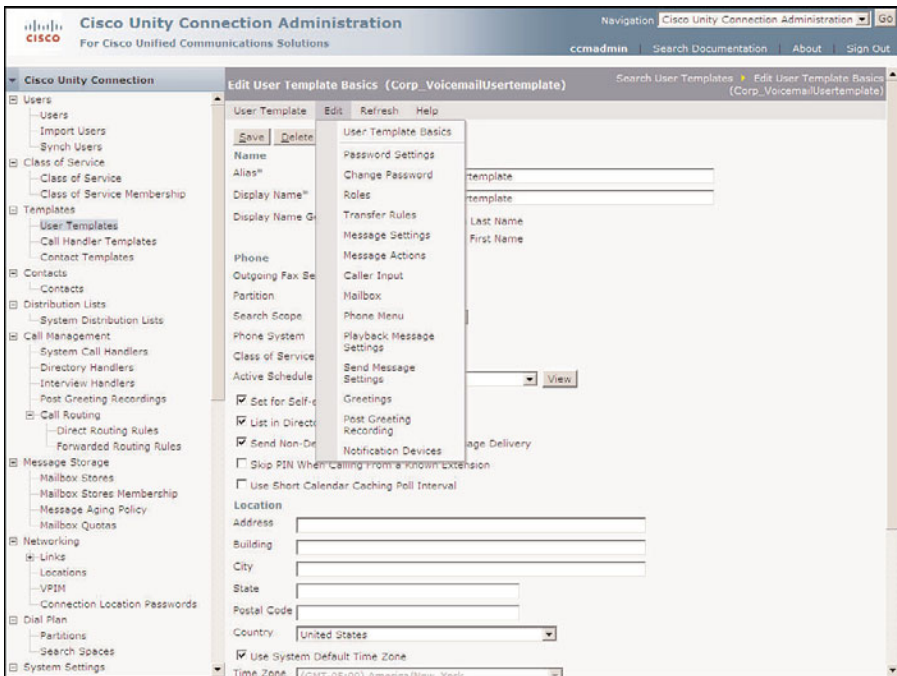 cisco
Cisco Unity Connection Administration
For Cisco Unified Communications Solutions
Navigation Cisco Unity Connection Administration Go
ccmadmin Search Documentation About Sign Out
Cisco Unity Connection
Users
Users
Import Users
Synch Users
Class of Service
Class of Service
Class of Service Membership
Templates
User Templates
Call Handler Templates
Contact Templates
Contacts
Contacts
Distribution Lists
System Distribution Lists
Call Management
System Call Handlers
Directory Handlers
Interview Handlers
Post Greeting Recordings
Call Routing
Direct Routing Rules
Forwarded Routing Rules
Message Storage
Mailbox Stores
Mailbox Stores Membership
Message Aging Policy
Mailbox Quotas
Networking
Links
Locations
VPIM
Connection Location Passwords
Dial Plan
Partitions
Search Spaces
System Settings
Edit User Template Basics (Corp_VoicemailUsertemplate)
Search User Templates Edit User Template Basics
(Corp_VoicemailUsertemplate)
User Template Edit Refresh Help
Save Delete
User Template Basics
Password Settings
Change Password
Roles
Transfer Rules
Message Settings
Message Actions
Caller Input
Mailbox
Phone Menu
Playback Message
Settings
Send Message
Settings
Greetings
Post Greeting
Recording
Notification Devices
Name
Alias* rtemplate
Display Name* rtemplate
Display Name Ge Last Name
First Name
Phone
Outgoing Fax Se
Partition
Search Scope
Phone System
Class of Service
Active Schedule View
Set for Self-e
List in Directo
Send Non-De age Delivery
Skip PIN When Calling From a Known Extension
Use Short Calendar Caching Poll Interval
Location
Address
Building
City
State
Postal Code
Country United States
Use System Default Time Zone
Time Zone (GMT-05:00) America/New_York